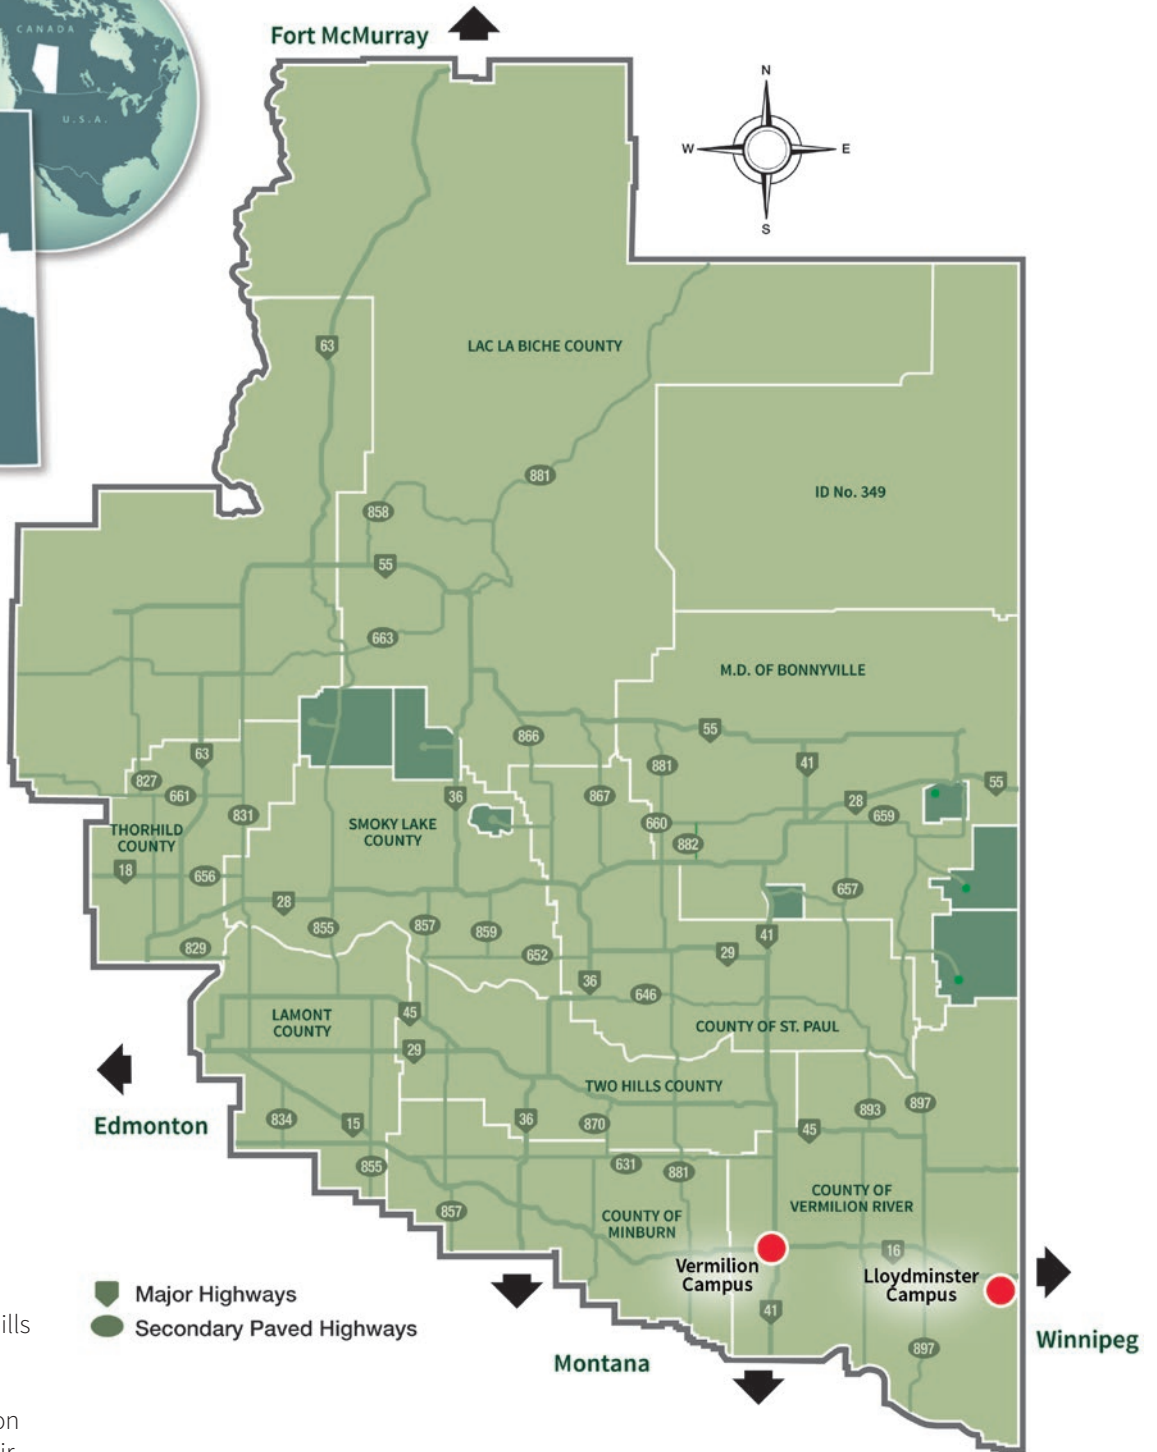 CANADA
U.S.A.
Fort McMurray
N
W
E
S
63
LAC LA BICHE COUNTY
881
ID No. 349
858
55
663
M.D. OF BONNYVILLE
55
866
63
881
41
827
661
36
867
28
55
659
831
660
THORHILD
COUNTY
SMOKY LAKE
COUNTY
882
18
656
657
28
855
857
859
41
829
652
29
36
646
45
LAMONT
COUNTY
COUNTY OF ST. PAUL
29
TWO HILLS COUNTY
Edmonton
834
15
36
870
45
893
897
855
631
881
857
COUNTY OF
MINBURN
COUNTY OF
VERMILION RIVER
16
Vermilion
Campus
Lloydminster
Campus
Major Highways
Secondary Paved Highways
41
897
Winnipeg
Montana
ills
on
ir